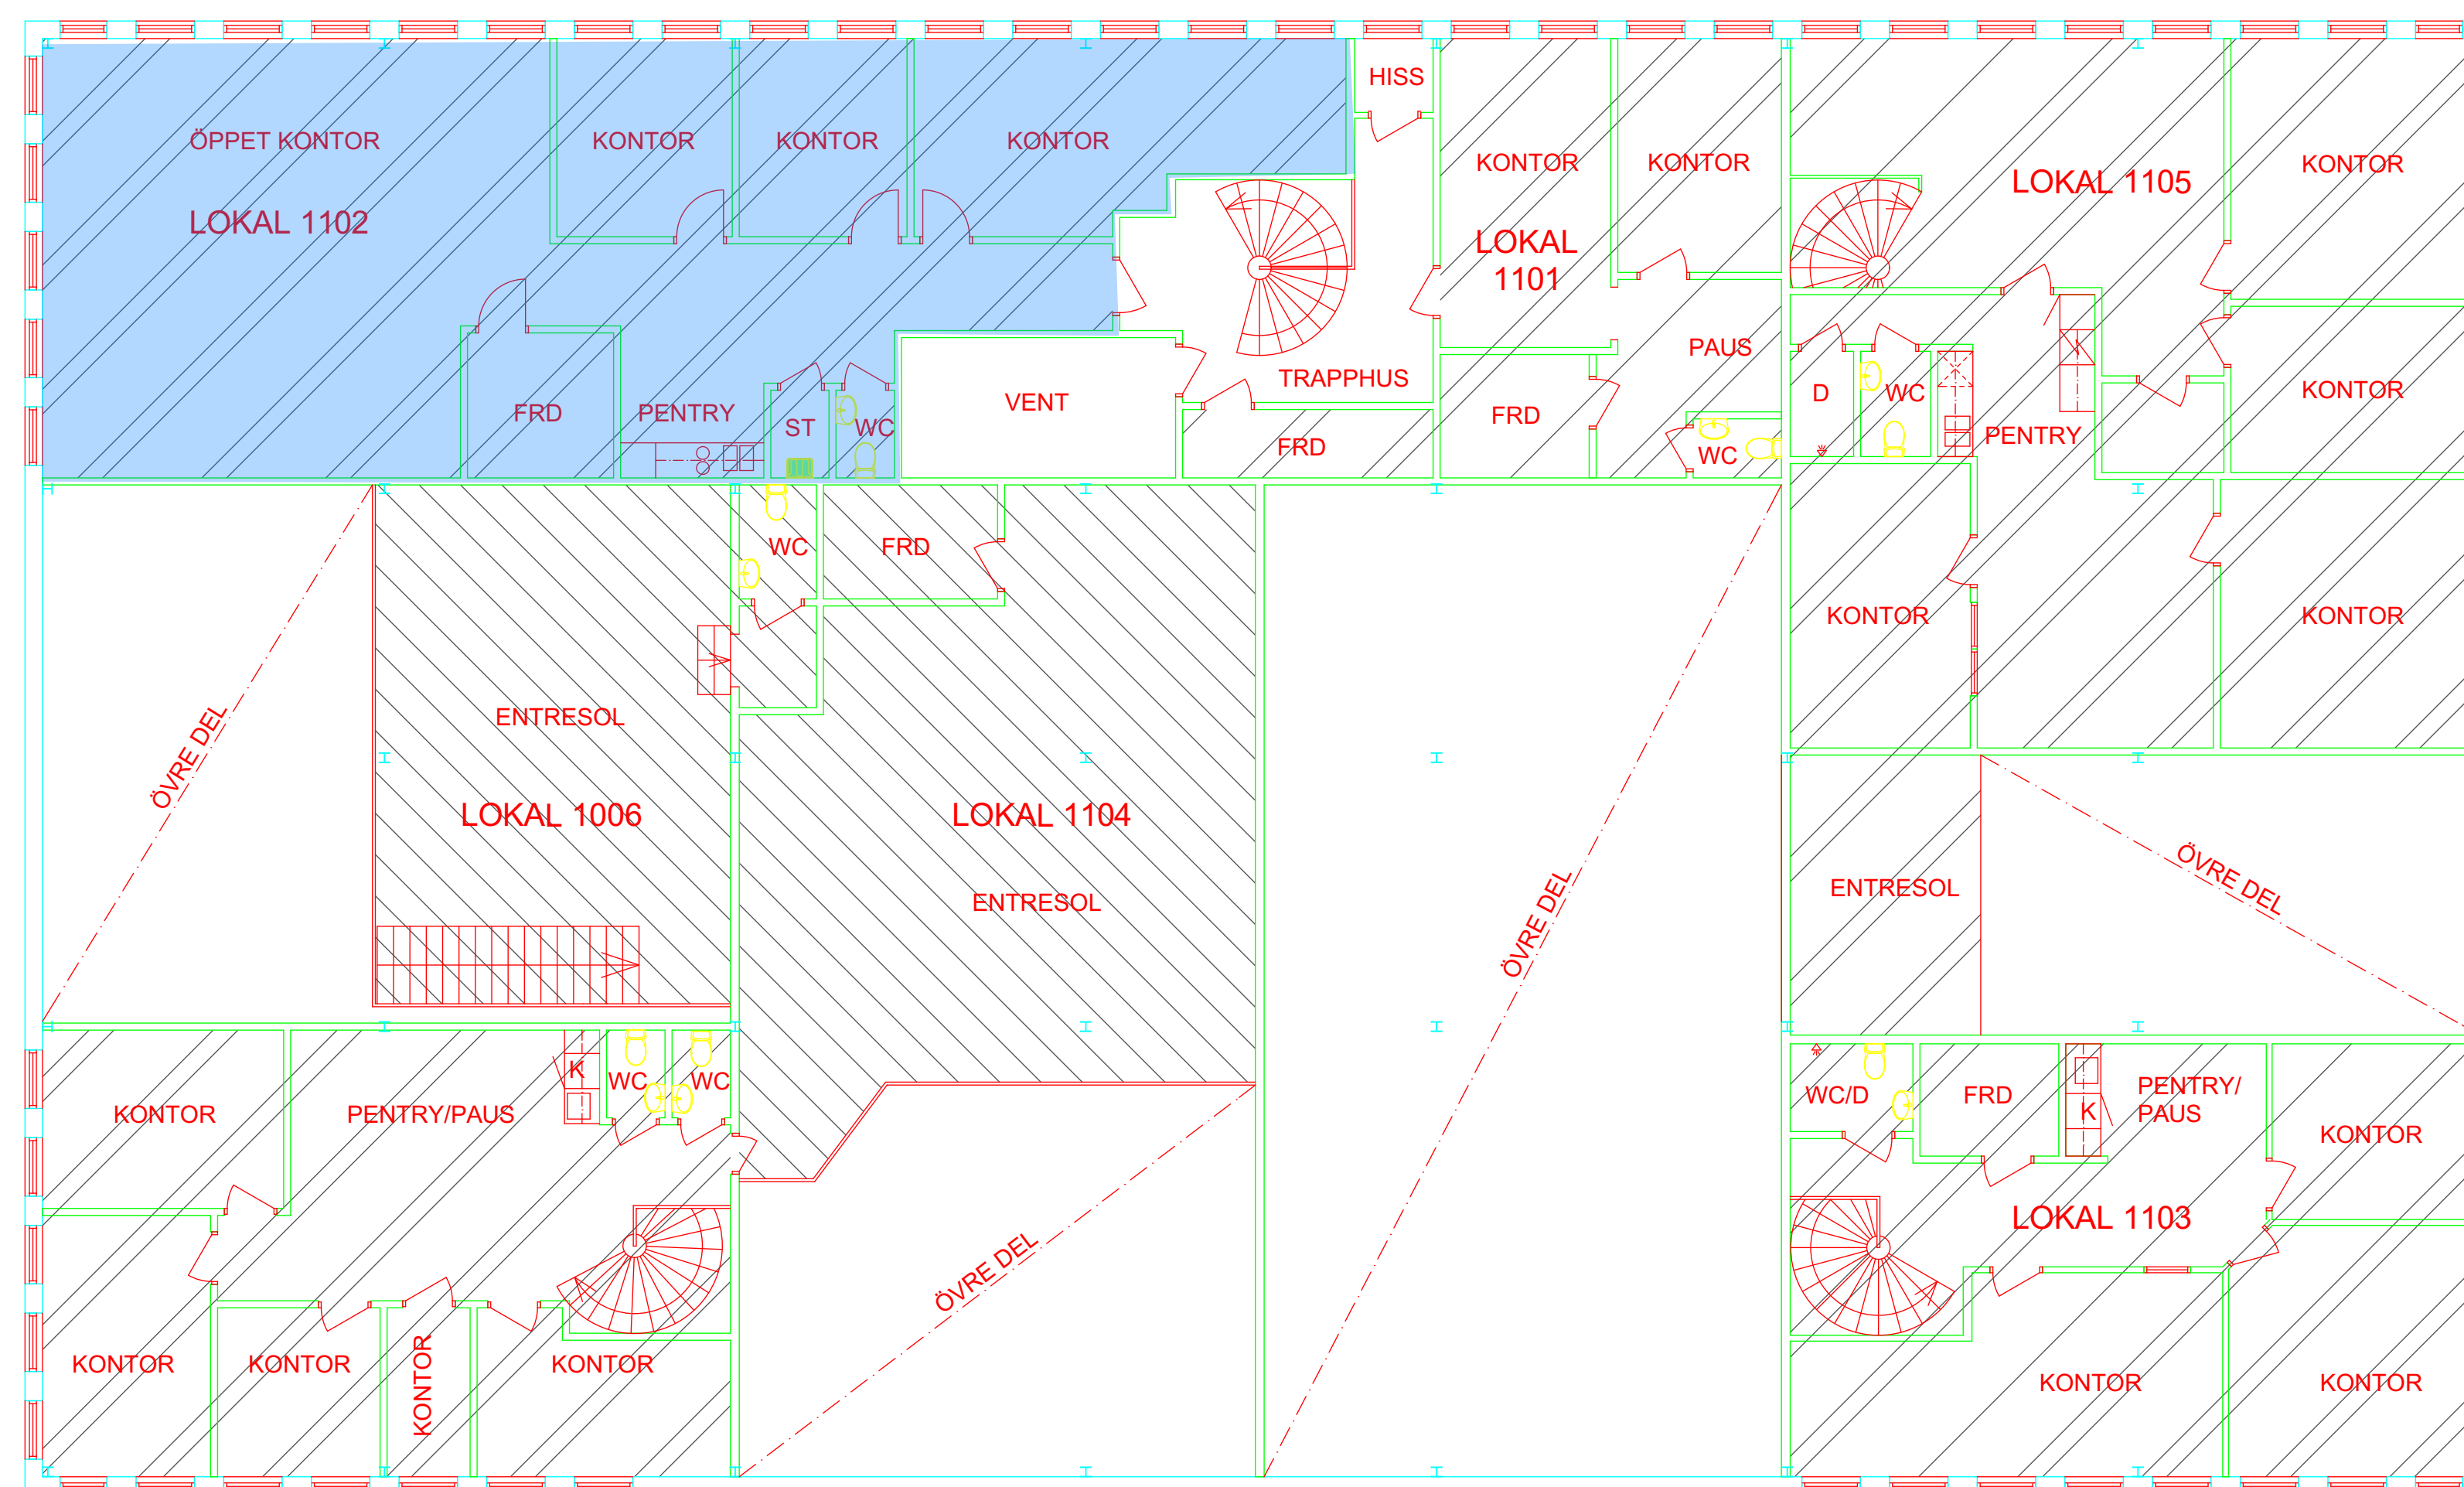 HISS
ÖPPET KONTOR
KONTOR
KONTOR
KONTOR
LOKAL 1102
FRD
PENTRY
ST
WC
VENT
TRAPPHUS
FRD
KONTOR
KONTOR
LOKAL
1101
PAUS
FRD
WC
LOKAL 1105
KONTOR
KONTOR
D
WC
PENTRY
KONTOR
KONTOR
WC
FRD
ENTRESOL
ÖVRE DEL
LOKAL 1006
LOKAL 1104
ENTRESOL
ÖVRE DEL
ENTRESOL
ÖVRE DEL
KONTOR
PENTRY/PAUS
K
WC
WC
ÖVRE DEL
KONTOR
KONTOR
KONTOR
KONTOR
WC/D
FRD
K
PENTRY/
PAUS
KONTOR
LOKAL 1103
KONTOR
KONTOR